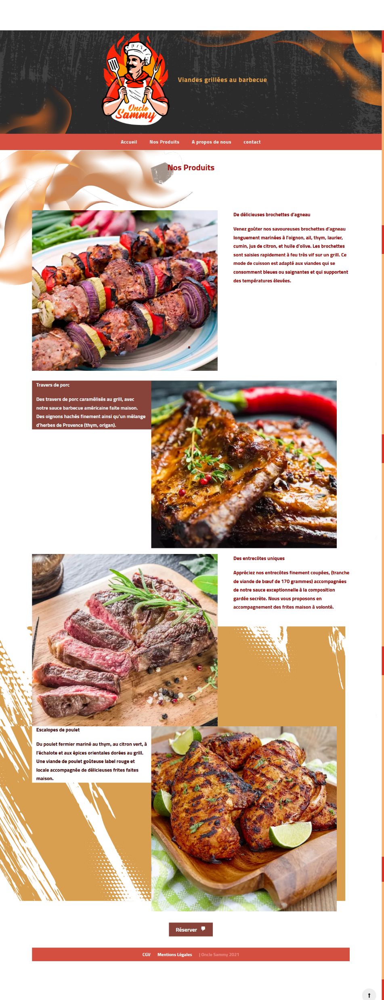 Oncle
Sammy
Viandes grillées au barbecue
Accueil Nos Produits A propos de nous contact
Nos Produits
De délicieuses brochettes d'agneau
Venez goûter nos savoureuses brochettes d'agneau
longuement marinées à l'oignon, ail, thym, laurier,
cumin, jus de citron, et huile d'olive. Les brochettes
sont saisies rapidement à feu très vif sur un grill. Ce
mode de cuisson est adapté aux viandes qui se
consomment bleues ou saignantes et qui supportent
des températures élevées.
Travers de porc
Des travers de porc caramélisés au grill, avec
notre sauce barbecue américaine faite maison.
Des oignons hachés finement ainsi qu'un mélange
d'herbes de Provence (thym, origan).
Des entrecôtes uniques
Appréciez nos entrecôtes finement coupées, (tranche
de viande de bœuf de 170 grammes) accompagnées
de notre sauce exceptionnelle à la composition
gardée secrète. Nous vous proposons en
accompagnement des frites maison à volonté.
Escalopes de poulet
Du poulet fermier mariné au thym, au citron vert, à
l'échalote et aux épices orientales dorées au grill.
Une viande de poulet goûteuse label rouge et
locale accompagnée de délicieuses frites faites
maison.
Réserver
CGV Mentions Légales | Oncle Sammy 2021